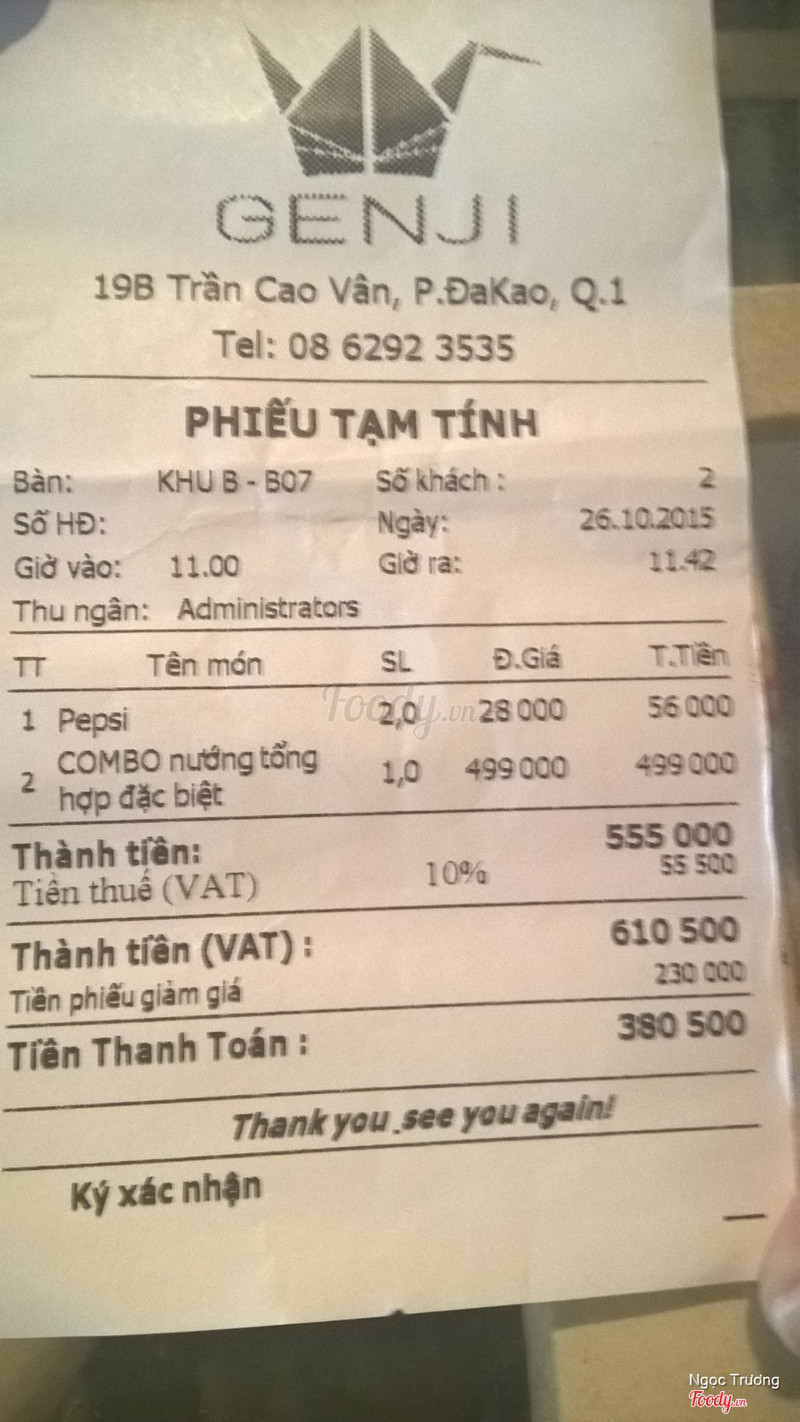 GENJI
19B Trần Cao Vân, P.ĐaKao, Q.1
Tel: 08 6292 3535
PHIẾU TẠM TÍNH
Bàn: KHU B - B07 Số khách : 2
Số HĐ: Ngày: 26.10.2015
Giờ vào: 11.00 Giờ ra: 11.42
Thu ngân: Administrators
TT Tên món SL Đ.Giá T.Tiền
1 Pepsi 2,0 28 000 56 000
2 COMBO nướng tổng hợp đặc biệt 1,0 499 000 499 000
Thành tiền: 555 000
Tiền thuế (VAT) 10% 55 500
Thành tiền (VAT) : 610 500
Tiền phiếu giảm giá 230 000
Tiền Thanh Toán : 380 500
Thank you .see you again!
Ký xác nhận
Foody.vn
Ngọc Trương
Foody.vn